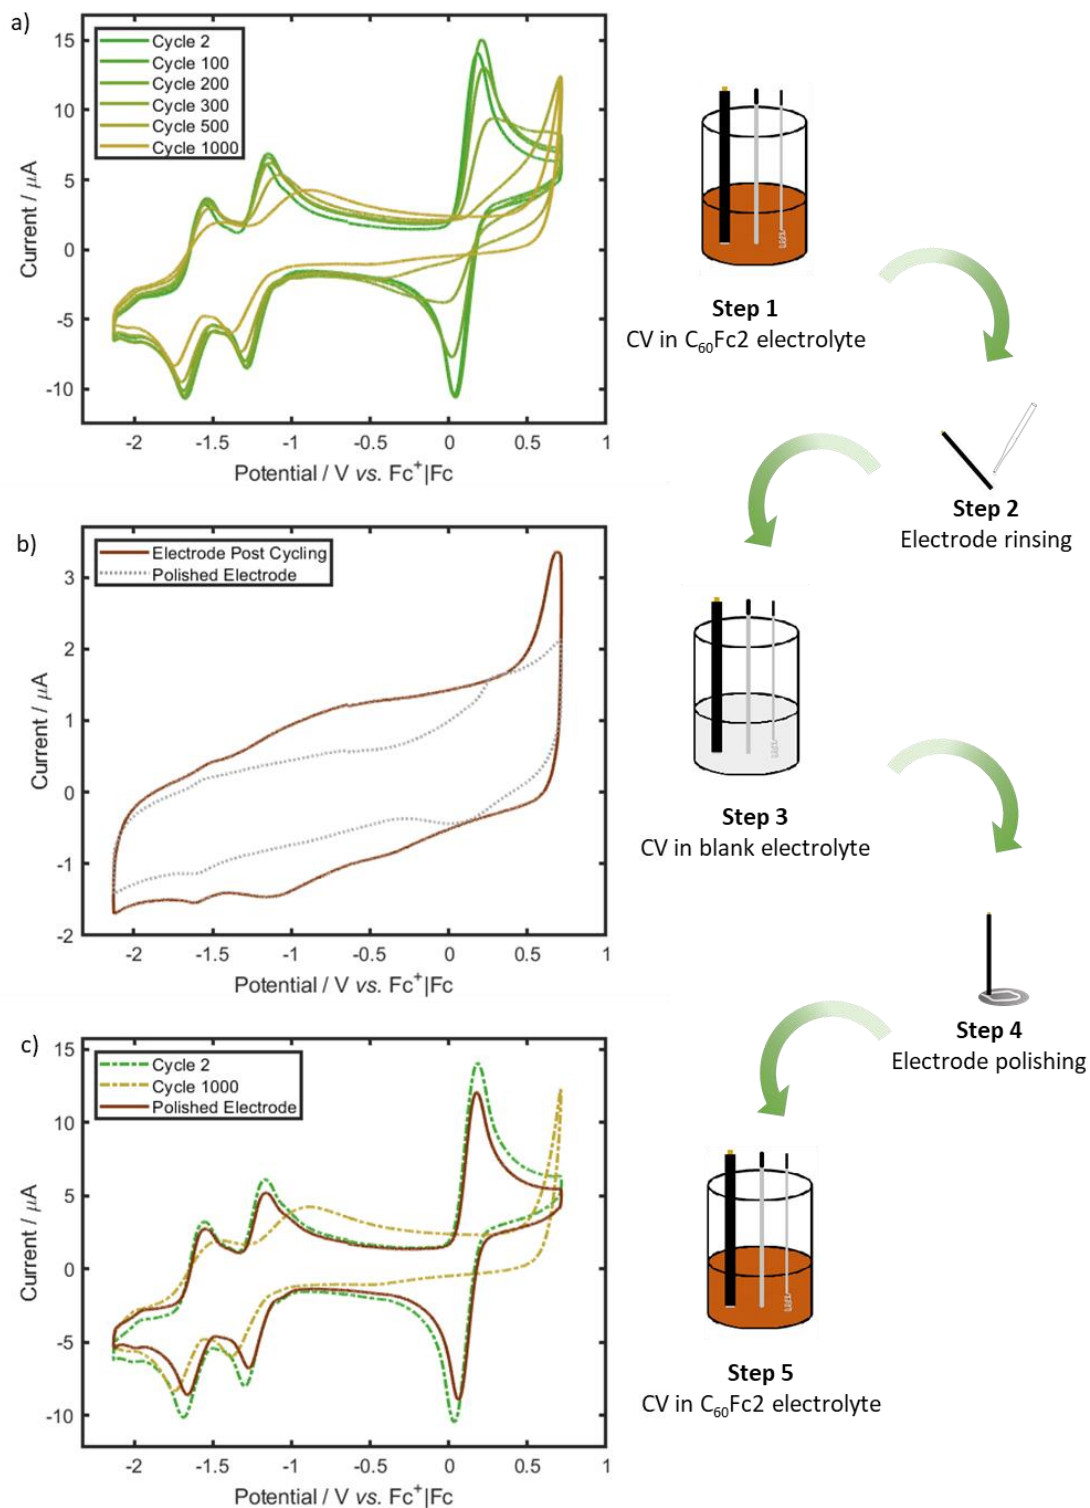 a)
Cycle 2
Cycle 100
Cycle 200
Cycle 300
Cycle 500
Cycle 1000
15
10
5
0
-5
-10
Current / μA
-2 -1.5 -1 -0.5 0 0.5 1
Potential / V vs. Fc⁺|Fc
Step 1
CV in C₆₀Fc2 electrolyte
Step 2
Electrode rinsing
b)
Electrode Post Cycling
Polished Electrode
3
2
1
0
-1
-2
Current / μA
-2 -1.5 -1 -0.5 0 0.5 1
Potential / V vs. Fc⁺|Fc
Step 3
CV in blank electrolyte
Step 4
Electrode polishing
c)
Cycle 2
Cycle 1000
Polished Electrode
15
10
5
0
-5
-10
Current / μA
-2 -1.5 -1 -0.5 0 0.5 1
Potential / V vs. Fc⁺|Fc
Step 5
CV in C₆₀Fc2 electrolyte